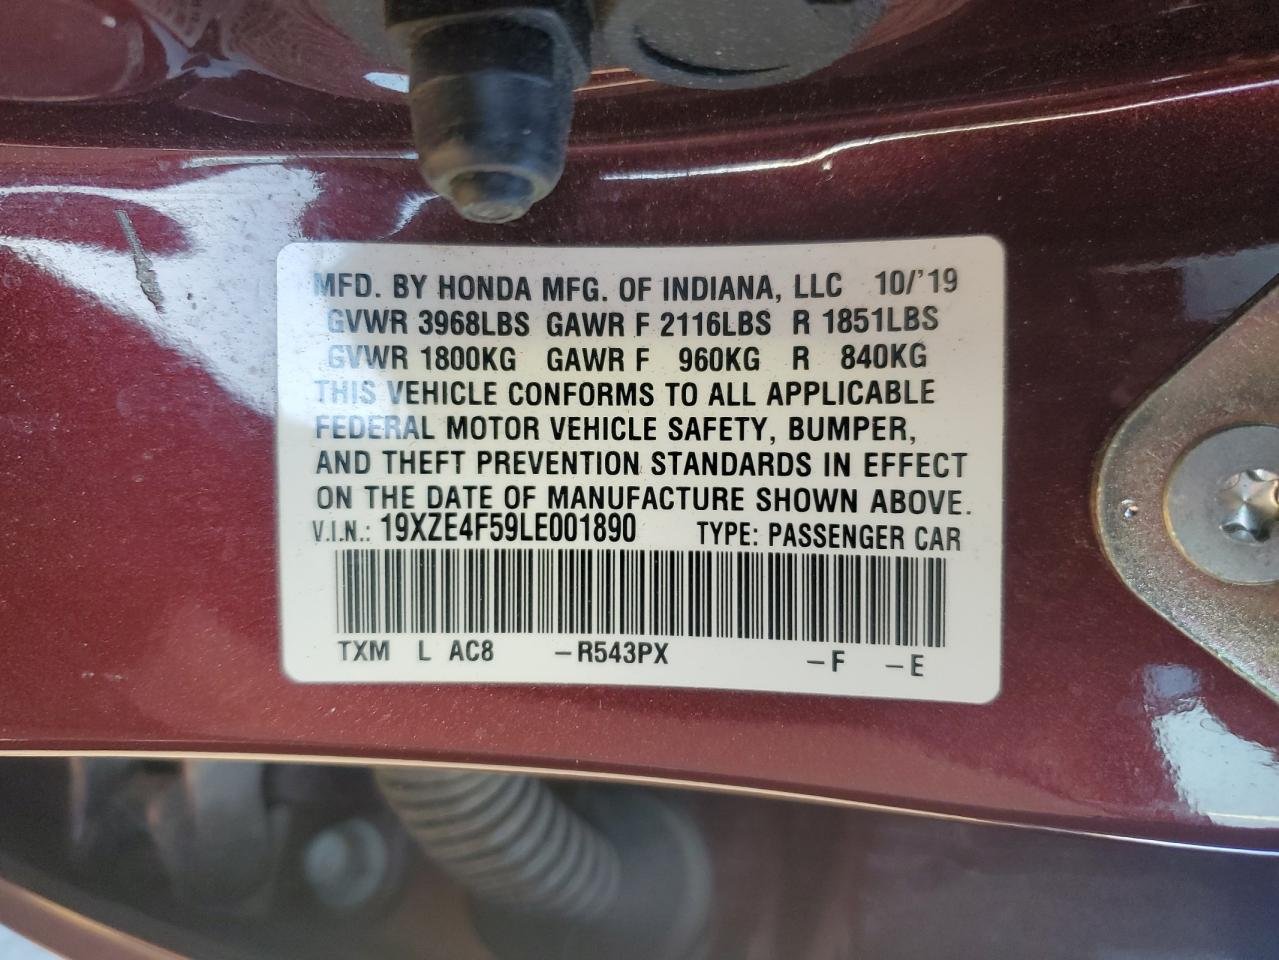 MFD. BY HONDA MFG. OF INDIANA, LLC 10/'19
GVWR 3968LBS GAWR F 2116LBS R 1851LBS
GVWR 1800KG GAWR F 960KG R 840KG
THIS VEHICLE CONFORMS TO ALL APPLICABLE
FEDERAL MOTOR VEHICLE SAFETY, BUMPER,
AND THEFT PREVENTION STANDARDS IN EFFECT
ON THE DATE OF MANUFACTURE SHOWN ABOVE.
V.I.N.: 19XZE4F59LE001890 TYPE: PASSENGER CAR
TXM L AC8 –R543PX –F –E